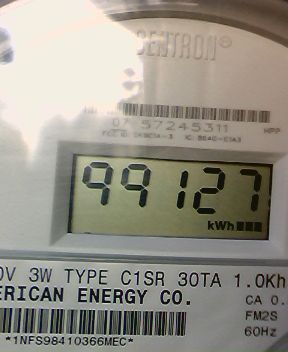 CENTRON®
07 57245311 HPP
99127
kWh
0V 3W TYPE C1SR 30TA 1.0Kh
ERICAN ENERGY CO. CA 0.
FM2S
*1NFS98410366MEC* 60Hz